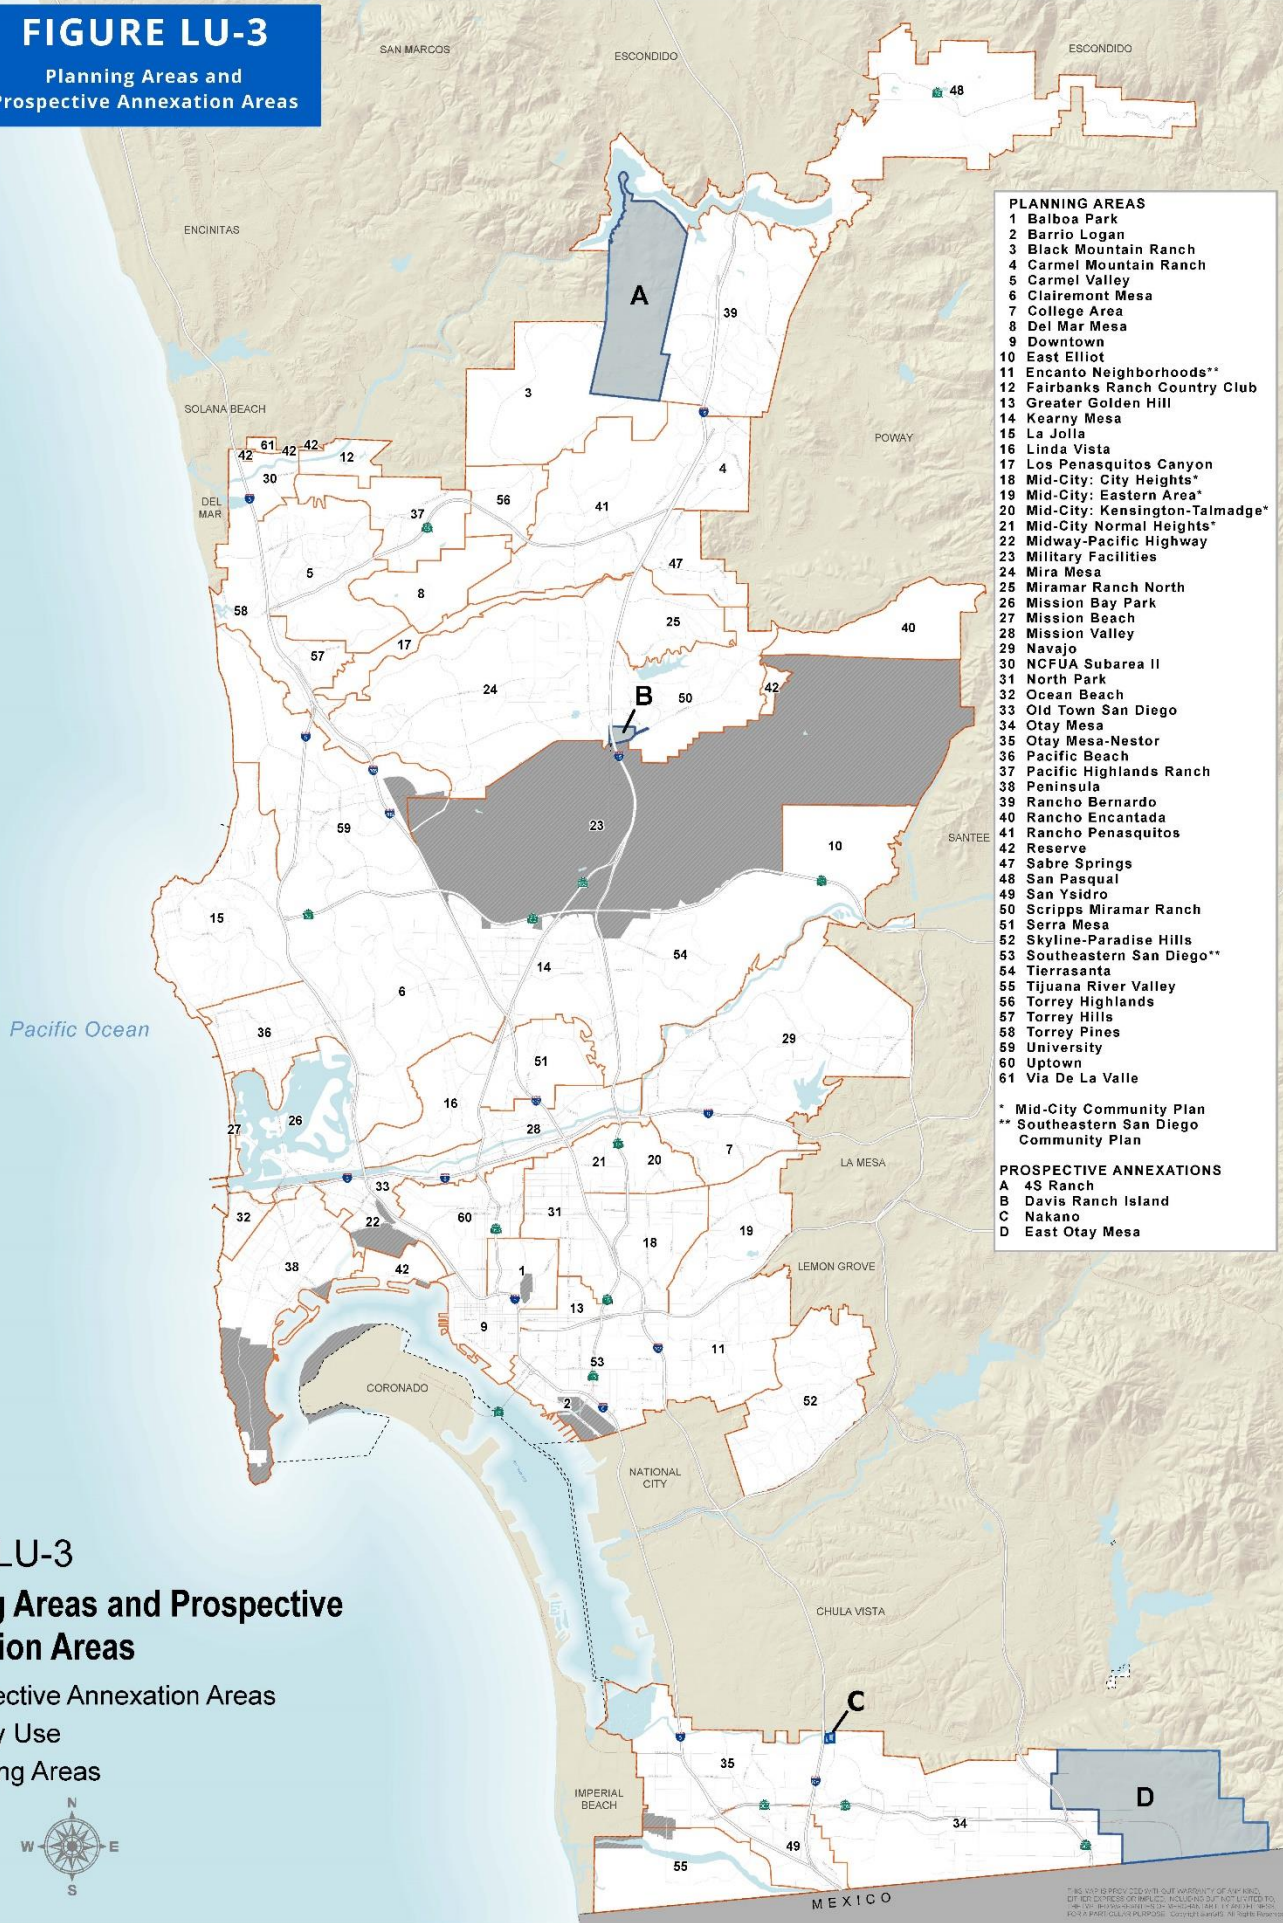 FIGURE LU-3
Planning Areas and
Prospective Annexation Areas
SAN MARCOS
ESCONDIDO
ESCONDIDO
48
ENCINITAS
A
39
3
SOLANA BEACH
POWAY
61
42
42
42
12
30
4
DEL
MAR
37
56
41
5
47
8
58
25
40
17
57
24
B
50
42
59
23
10
SANTEE
15
14
54
6
Pacific Ocean
36
29
51
16
26
27
28
7
21
20
LA MESA
33
32
22
60
31
18
19
38
42
1
LEMON GROVE
13
9
11
53
CORONADO
2
52
NATIONAL
CITY
CHULA VISTA
C
35
D
IMPERIAL
BEACH
34
49
55
MEXICO
PLANNING AREAS
1 Balboa Park
2 Barrio Logan
3 Black Mountain Ranch
4 Carmel Mountain Ranch
5 Carmel Valley
6 Clairemont Mesa
7 College Area
8 Del Mar Mesa
9 Downtown
10 East Elliot
11 Encanto Neighborhoods**
12 Fairbanks Ranch Country Club
13 Greater Golden Hill
14 Kearny Mesa
15 La Jolla
16 Linda Vista
17 Los Penasquitos Canyon
18 Mid-City: City Heights*
19 Mid-City: Eastern Area*
20 Mid-City: Kensington-Talmadge*
21 Mid-City Normal Heights*
22 Midway-Pacific Highway
23 Military Facilities
24 Mira Mesa
25 Miramar Ranch North
26 Mission Bay Park
27 Mission Beach
28 Mission Valley
29 Navajo
30 NCFUA Subarea II
31 North Park
32 Ocean Beach
33 Old Town San Diego
34 Otay Mesa
35 Otay Mesa-Nestor
36 Pacific Beach
37 Pacific Highlands Ranch
38 Peninsula
39 Rancho Bernardo
40 Rancho Encantada
41 Rancho Penasquitos
42 Reserve
47 Sabre Springs
48 San Pasqual
49 San Ysidro
50 Scripps Miramar Ranch
51 Serra Mesa
52 Skyline-Paradise Hills
53 Southeastern San Diego**
54 Tierrasanta
55 Tijuana River Valley
56 Torrey Highlands
57 Torrey Hills
58 Torrey Pines
59 University
60 Uptown
61 Via De La Valle
* Mid-City Community Plan
** Southeastern San Diego
Community Plan
PROSPECTIVE ANNEXATIONS
A 4S Ranch
B Davis Ranch Island
C Nakano
D East Otay Mesa
LU-3
g Areas and Prospective
ion Areas
ective Annexation Areas
y Use
ng Areas
N
W E
S